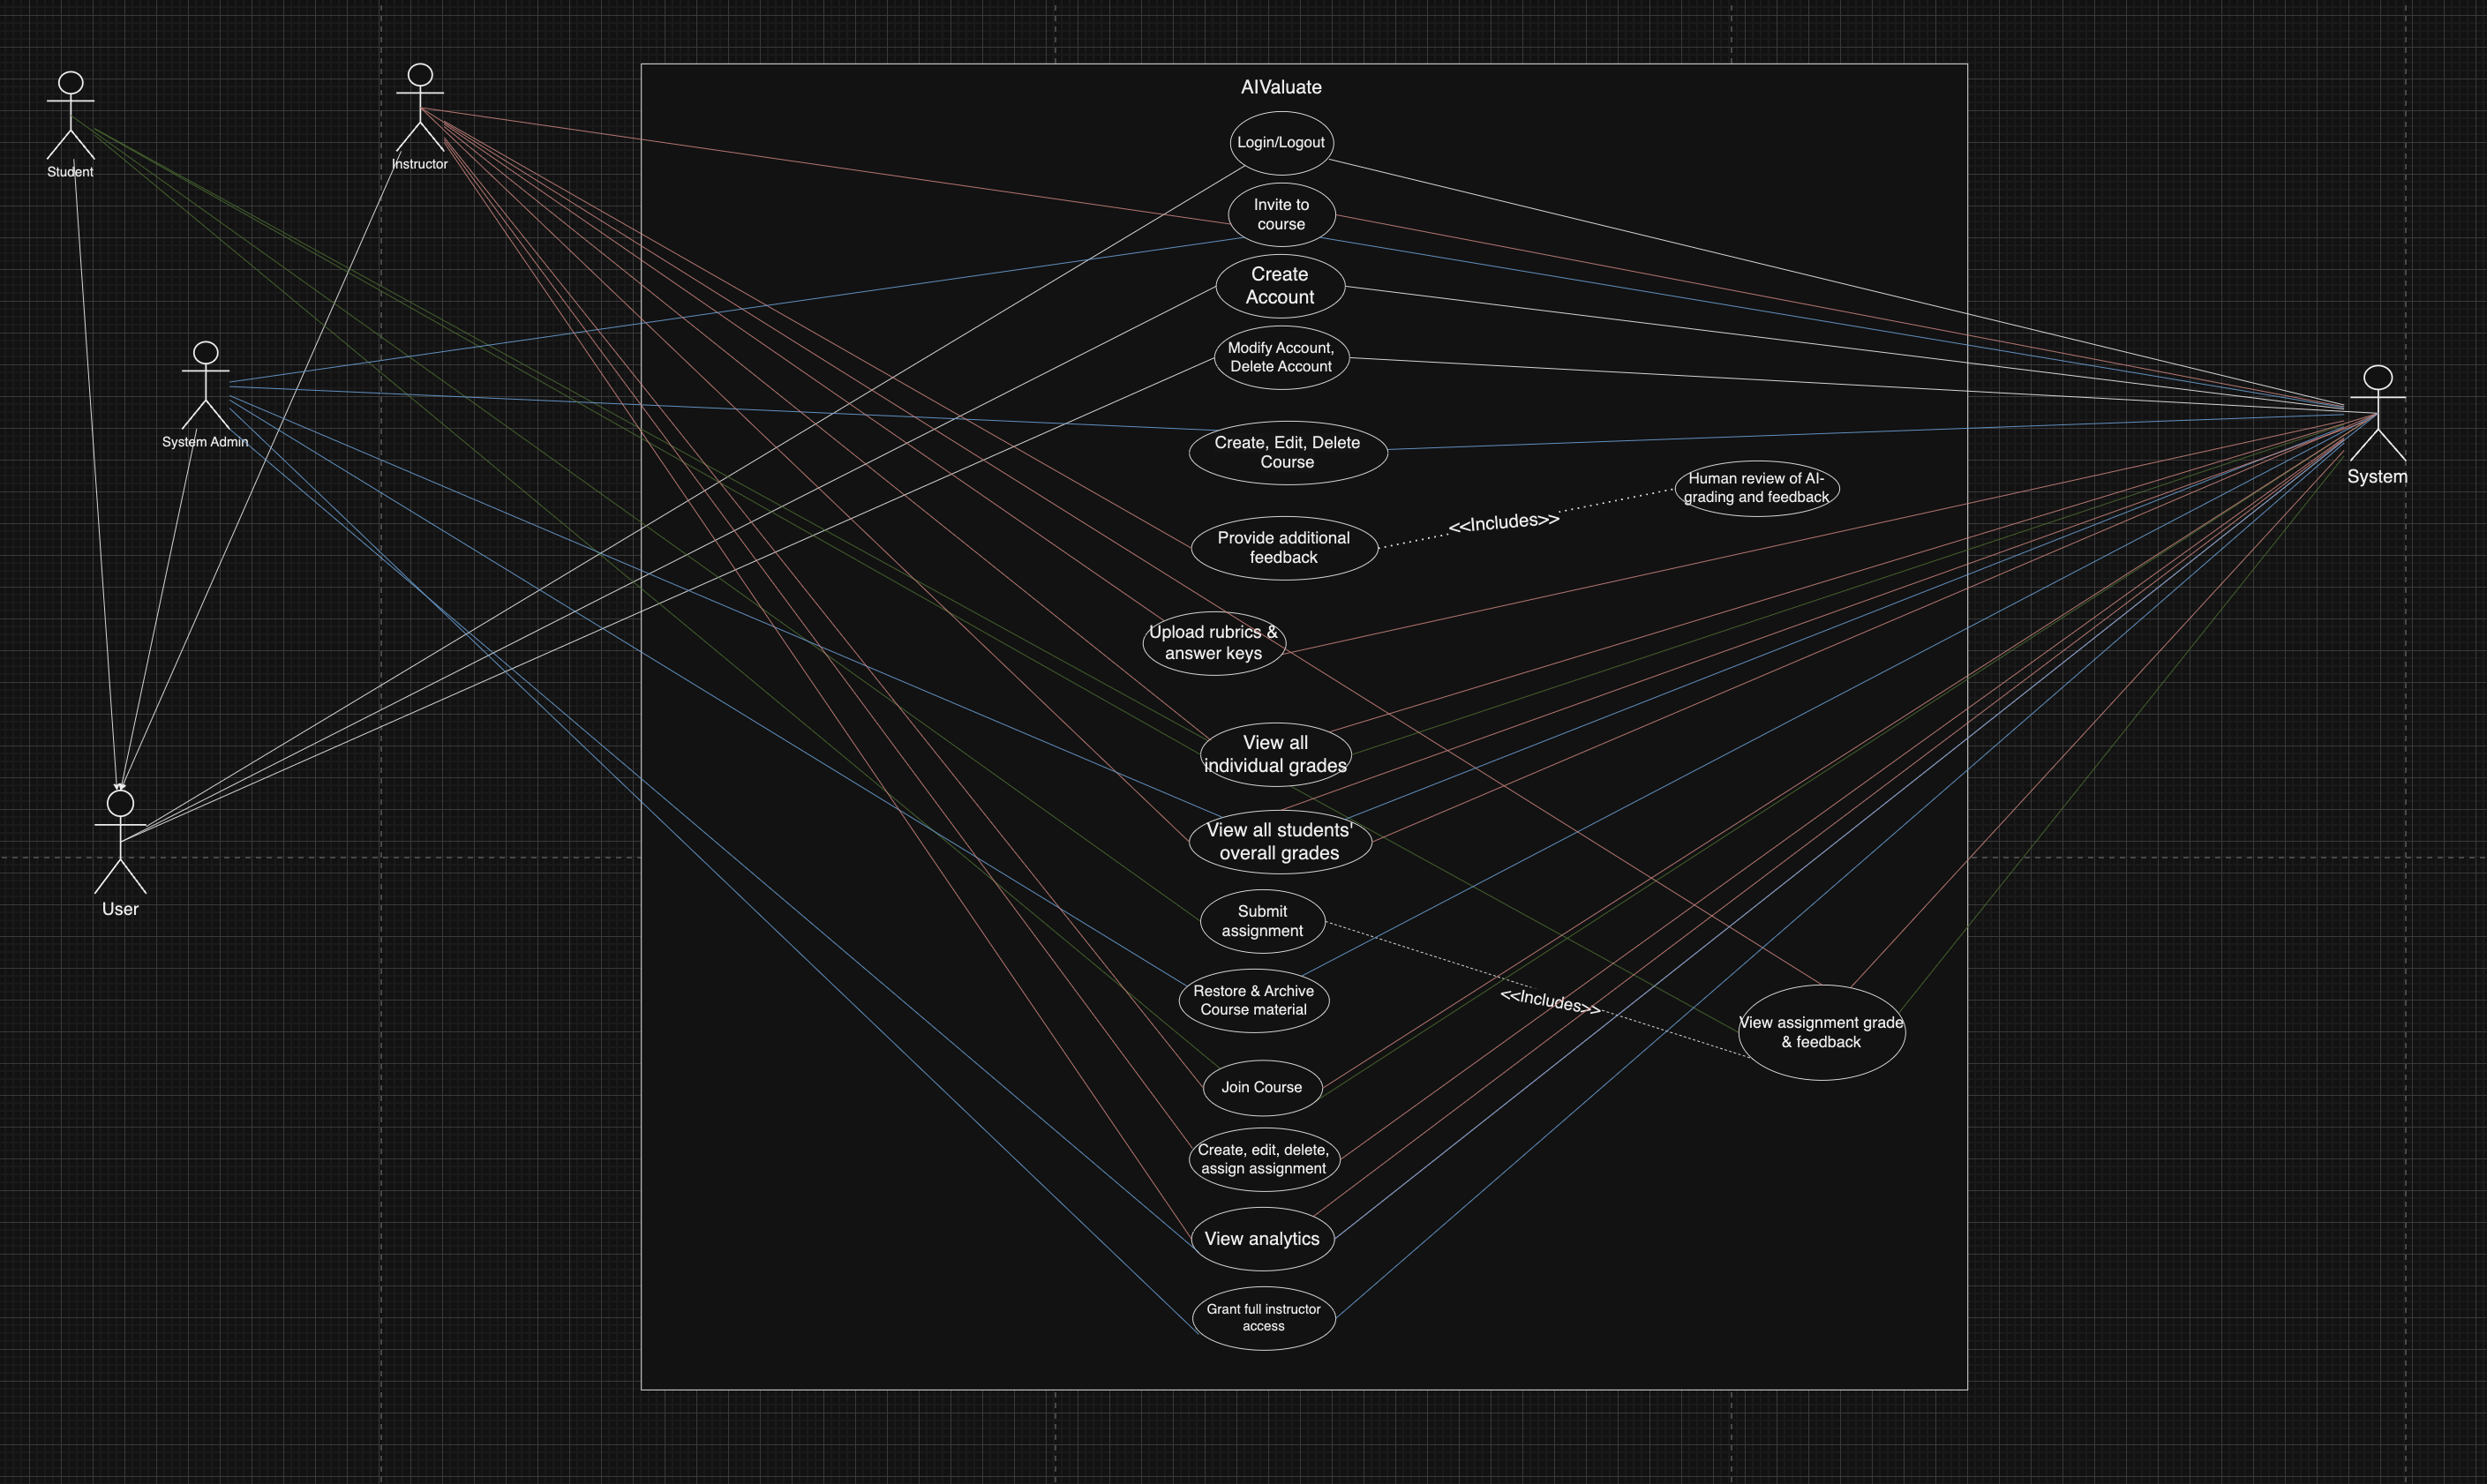 AIValuate
Student
Instructor
System Admin
User
System
Login/Logout
Invite to
course
Create
Account
Modify Account,
Delete Account
Create, Edit, Delete
Course
Human review of AI-
grading and feedback
<<Includes>>
Provide additional
feedback
Upload rubrics &
answer keys
View all
individual grades
View all students'
overall grades
Submit
assignment
Restore & Archive
Course material
<<Includes>>
View assignment grade
& feedback
Join Course
Create, edit, delete,
assign assignment
View analytics
Grant full instructor
access